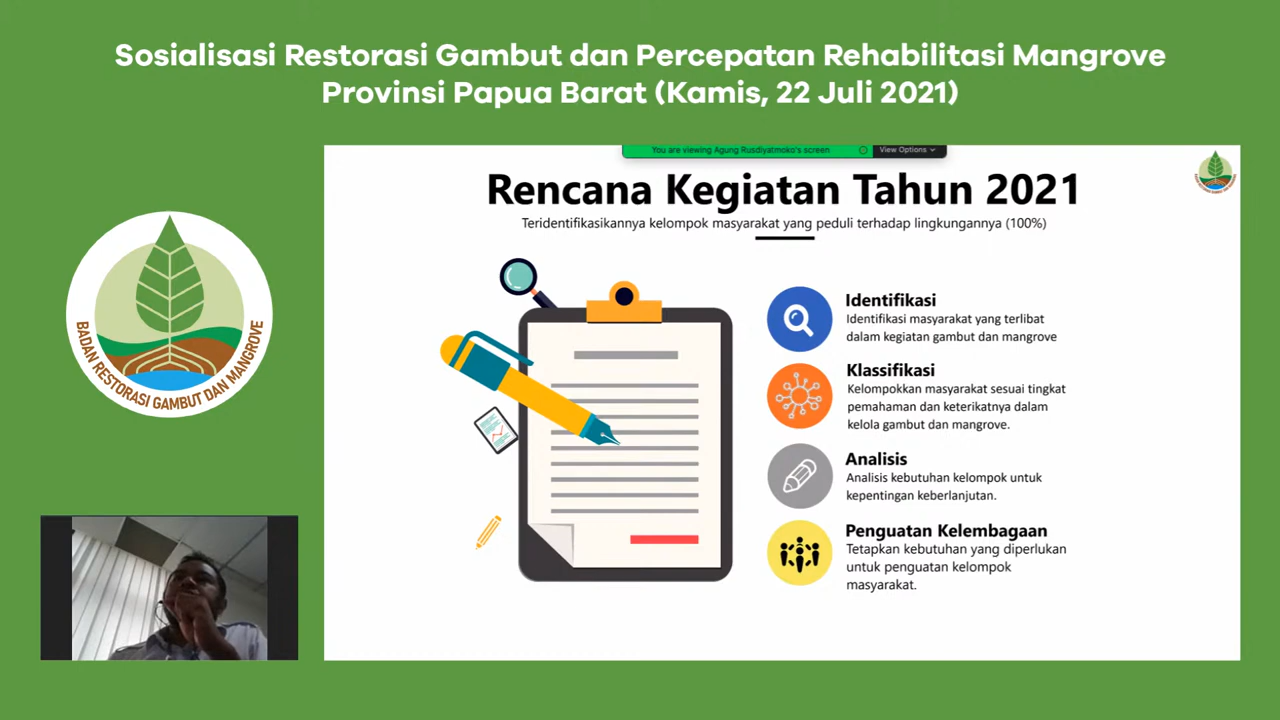 Sosialisasi Restorasi Gambut dan Percepatan Rehabilitasi Mangrove
Provinsi Papua Barat (Kamis, 22 Juli 2021)
You are viewing Agung Rusdiyatmoko's screen
View Options
Rencana Kegiatan Tahun 2021
Teridentifikasikannya kelompok masyarakat yang peduli terhadap lingkungannya (100%)
BADAN RESTORASI GAMBUT DAN MANGROVE
Identifikasi
Identifikasi masyarakat yang terlibat
dalam kegiatan gambut dan mangrove
Klassifikasi
Kelompokkan masyarakat sesuai tingkat
pemahaman dan keterikatnya dalam
kelola gambut dan mangrove.
Analisis
Analisis kebutuhan kelompok untuk
kepentingan keberlanjutan.
Penguatan Kelembagaan
Tetapkan kebutuhan yang diperlukan
untuk penguatan kelompok
masyarakat.